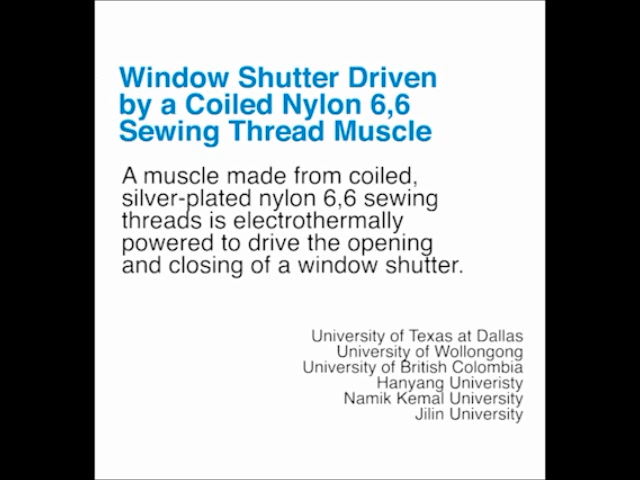 Window Shutter Driven
by a Coiled Nylon 6,6
Sewing Thread Muscle
A muscle made from coiled,
silver-plated nylon 6,6 sewing
threads is electrothermally
powered to drive the opening
and closing of a window shutter.
University of Texas at Dallas
University of Wollongong
University of British Colombia
Hanyang Univeristy
Namik Kemal University
Jilin University